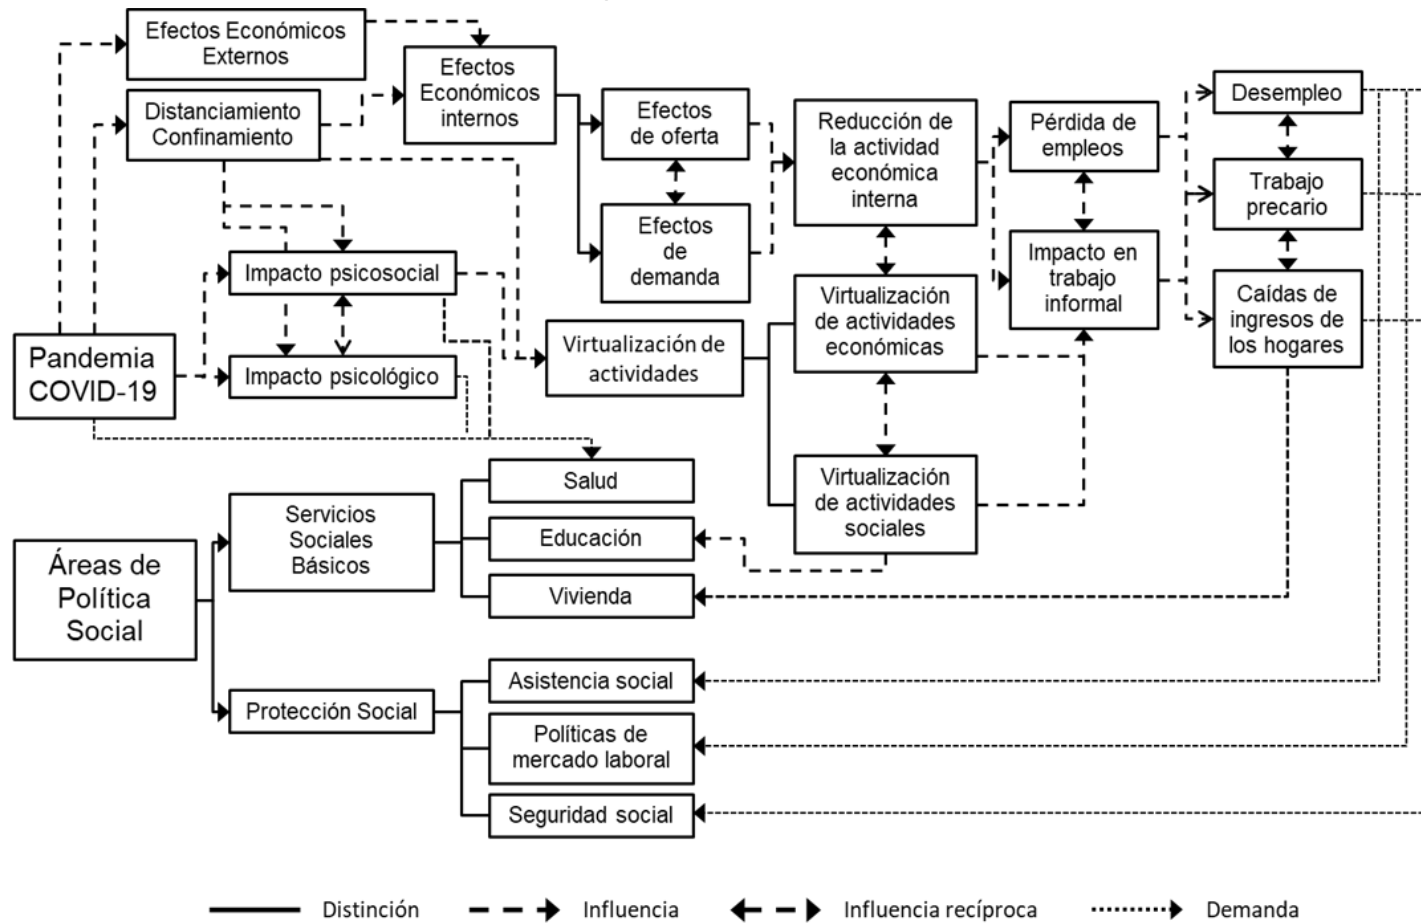 Efectos Económicos
Externos
Distanciamiento
Confinamiento
Efectos
Económicos
internos
Efectos
de oferta
Efectos
de
demanda
Reducción de
la actividad
económica
interna
Pérdida de
empleos
Impacto en
trabajo
informal
Desempleo
Trabajo
precario
Caídas de
ingresos de
los hogares
Impacto psicosocial
Impacto psicológico
Pandemia
COVID-19
Virtualización de
actividades
Virtualización
de actividades
económicas
Virtualización
de actividades
sociales
Áreas de
Política
Social
Servicios
Sociales
Básicos
Salud
Educación
Vivienda
Protección Social
Asistencia social
Políticas de
mercado laboral
Seguridad social
Distinción
Influencia
Influencia recíproca
Demanda